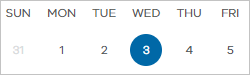 SUN MON TUE WED THU FRI
31 1 2 3 4 5